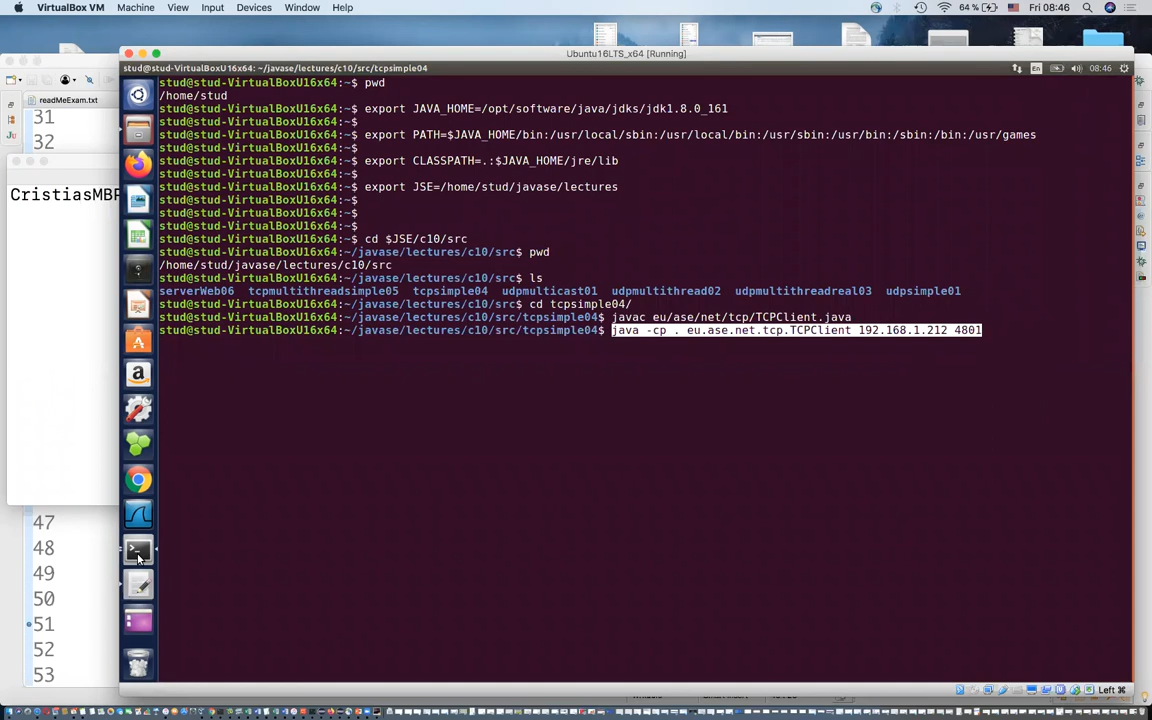 VirtualBox VM Machine View Input Devices Window Help 64 % Fri 08:46
Ubuntu16LTS_x64 [Running]
stud@stud-VirtualBoxU16x64: ~/javase/lectures/c10/src/tcpsimple04 En 08:46
readMeExam.txt
31
32
CristiasMBP
47
48
49
50
51
52
53
stud@stud-VirtualBoxU16x64:~$ pwd
/home/stud
stud@stud-VirtualBoxU16x64:~$ export JAVA_HOME=/opt/software/java/jdks/jdk1.8.0_161
stud@stud-VirtualBoxU16x64:~$
stud@stud-VirtualBoxU16x64:~$ export PATH=$JAVA_HOME/bin:/usr/local/sbin:/usr/local/bin:/usr/sbin:/usr/bin:/sbin:/bin:/usr/games
stud@stud-VirtualBoxU16x64:~$
stud@stud-VirtualBoxU16x64:~$ export CLASSPATH=.:$JAVA_HOME/jre/lib
stud@stud-VirtualBoxU16x64:~$
stud@stud-VirtualBoxU16x64:~$ export JSE=/home/stud/javase/lectures
stud@stud-VirtualBoxU16x64:~$
stud@stud-VirtualBoxU16x64:~$
stud@stud-VirtualBoxU16x64:~$
stud@stud-VirtualBoxU16x64:~$ cd $JSE/c10/src
stud@stud-VirtualBoxU16x64:~/javase/lectures/c10/src$ pwd
/home/stud/javase/lectures/c10/src
stud@stud-VirtualBoxU16x64:~/javase/lectures/c10/src$ ls
serverWeb06 tcpmultithreadsimple05 tcpsimple04 udpmulticast01 udpmultithread02 udpmultithreadreal03 udpsimple01
stud@stud-VirtualBoxU16x64:~/javase/lectures/c10/src$ cd tcpsimple04/
stud@stud-VirtualBoxU16x64:~/javase/lectures/c10/src/tcpsimple04$ javac eu/ase/net/tcp/TCPClient.java
stud@stud-VirtualBoxU16x64:~/javase/lectures/c10/src/tcpsimple04$ java -cp . eu.ase.net.tcp.TCPClient 192.168.1.212 4801
Left ⌘